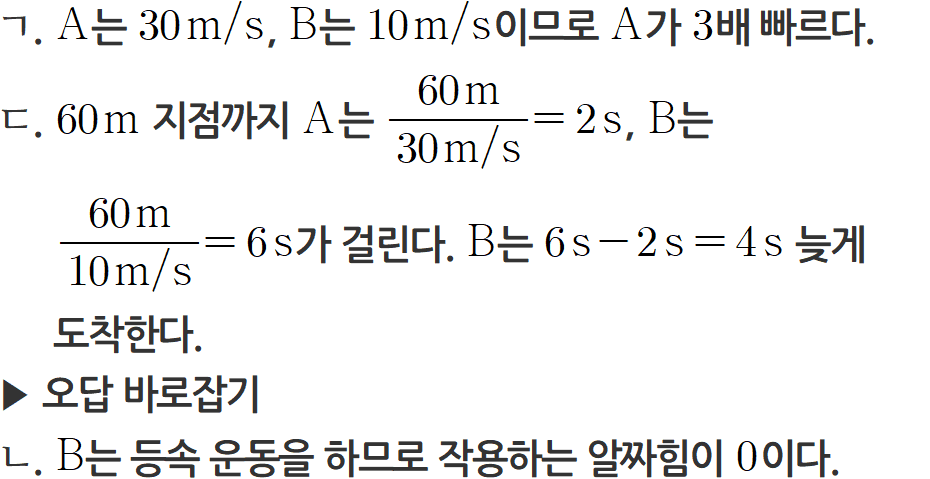 ㄱ. A는 30 m/s, B는 10 m/s이므로 A가 3배 빠르다.
ㄷ. 60 m 지점까지 A는 60 m / 30 m/s = 2 s, B는
60 m / 10 m/s = 6 s가 걸린다. B는 6 s − 2 s = 4 s 늦게
도착한다.
▶ 오답 바로잡기
ㄴ. B는 등속 운동을 하므로 작용하는 알짜힘이 0이다.